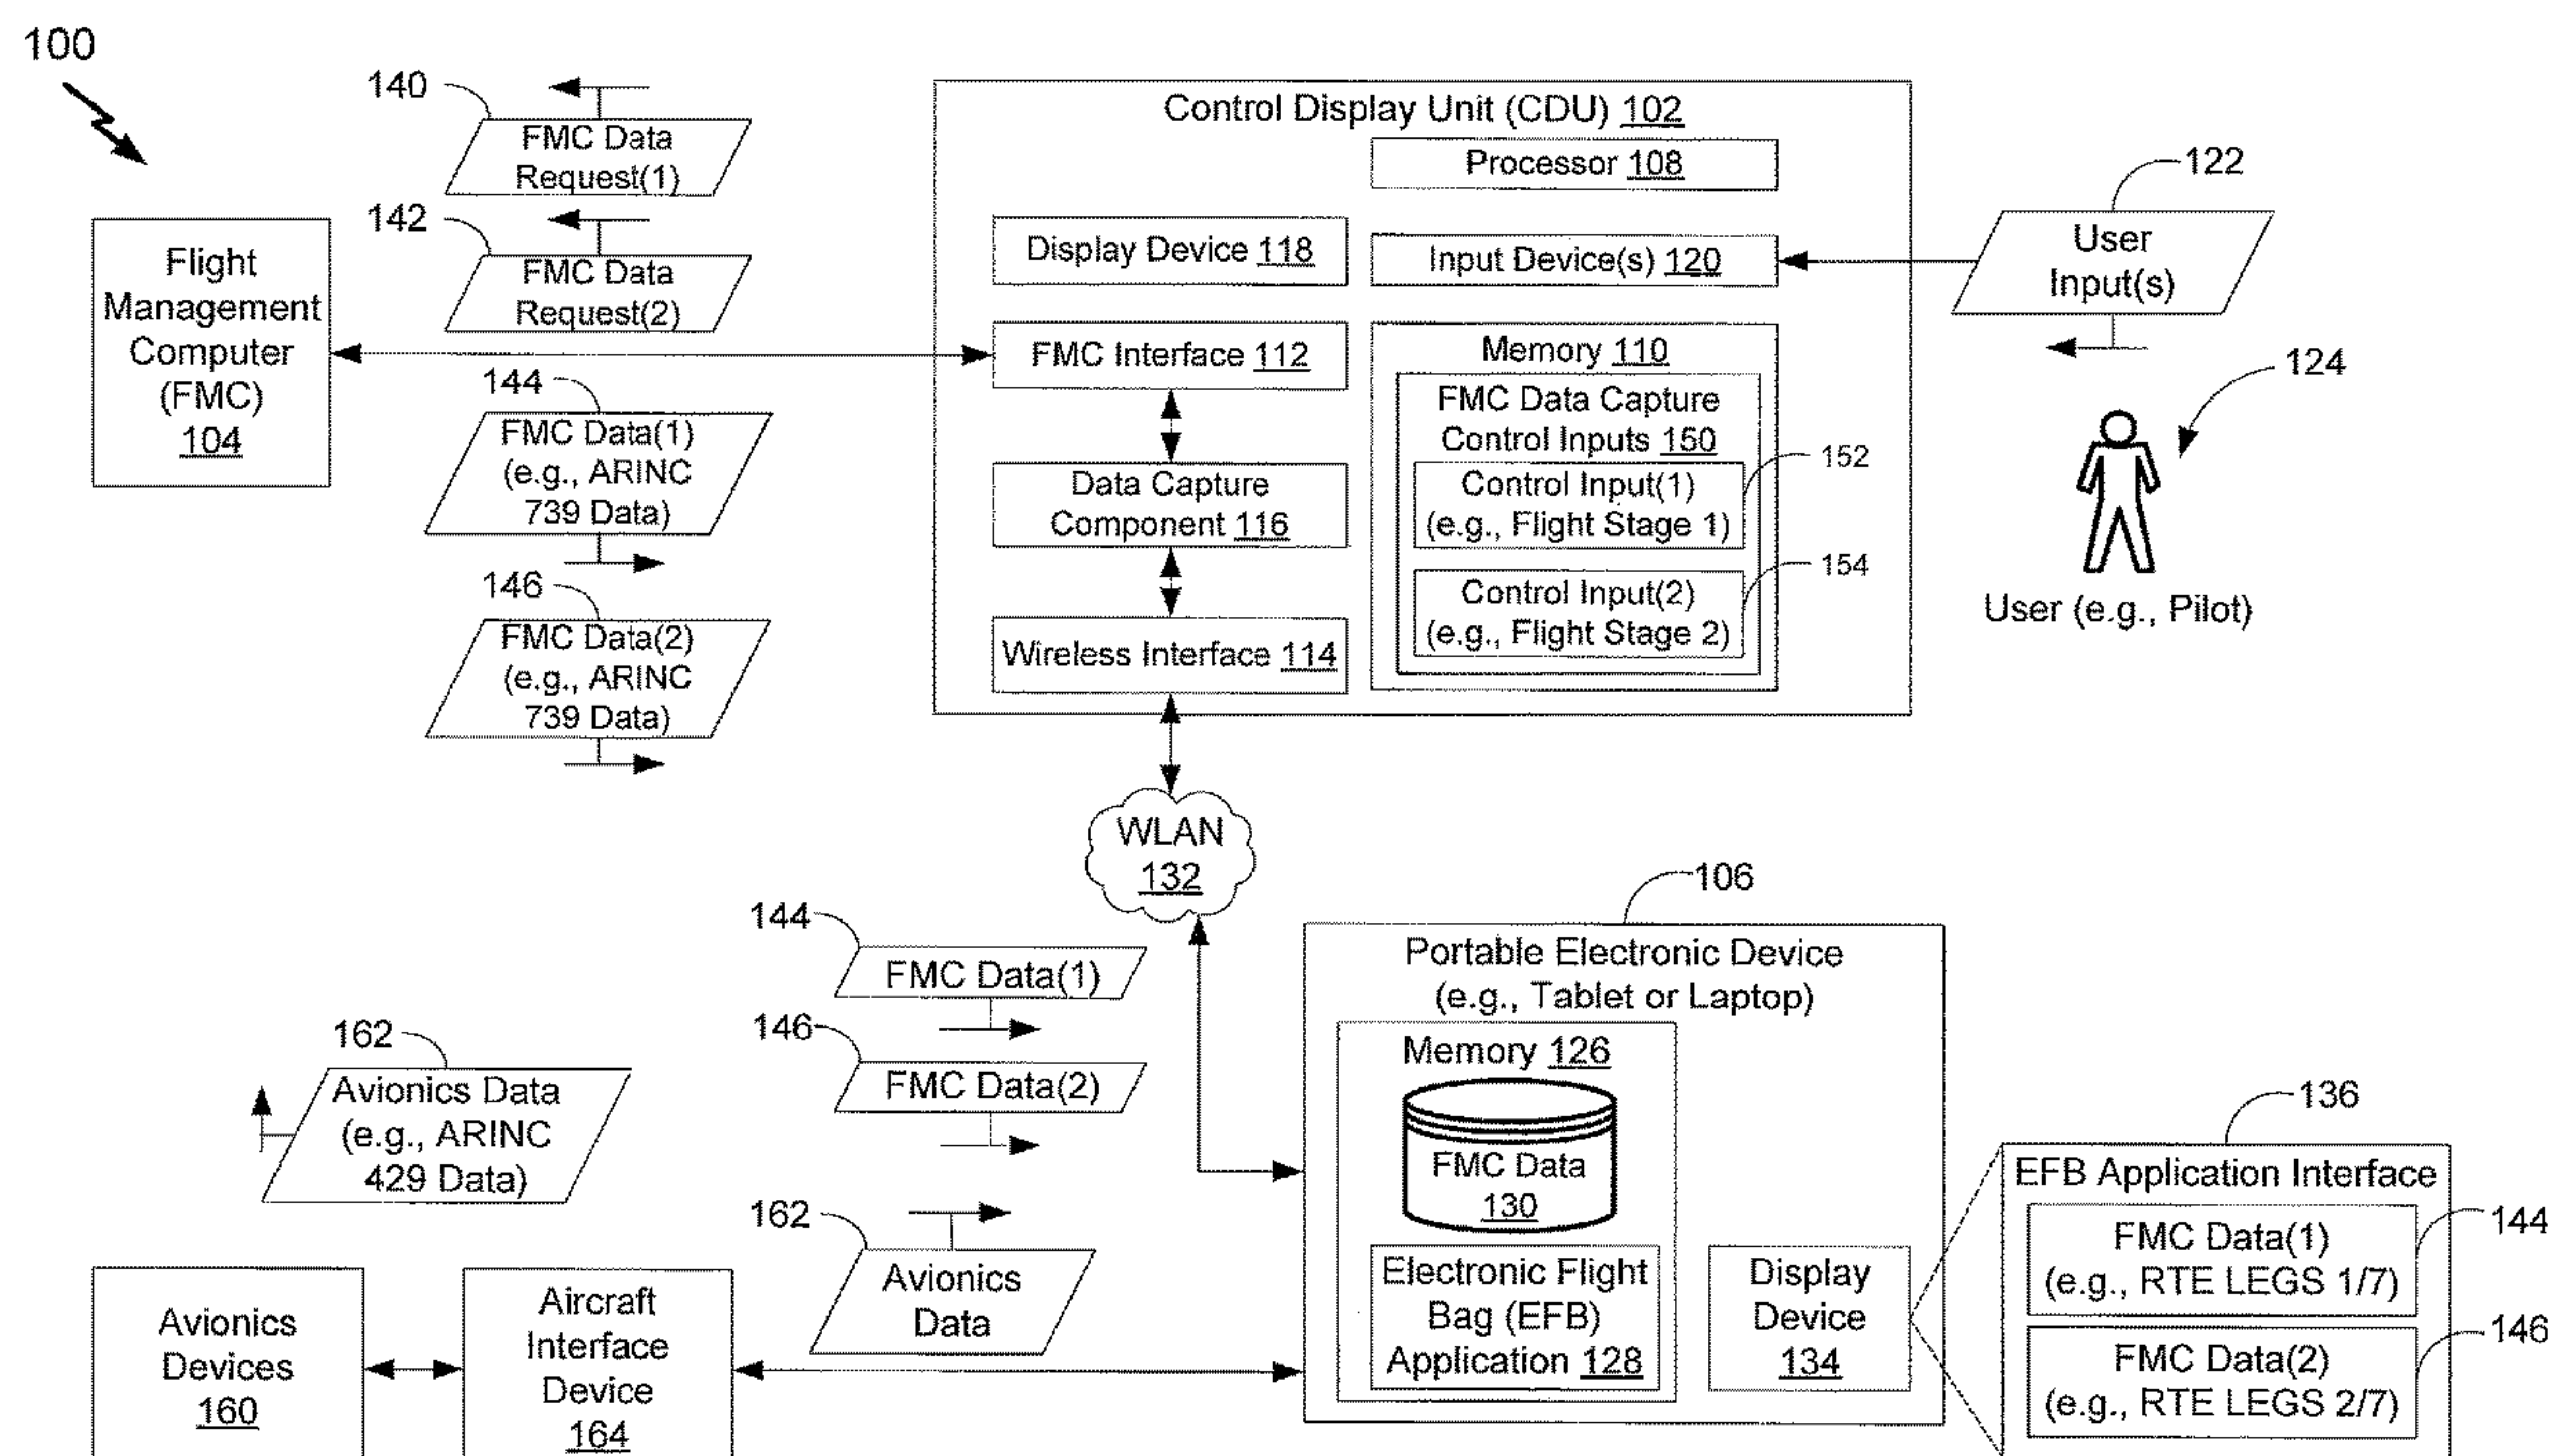 100
140
FMC Data
Request(1)
142
FMC Data
Request(2)
Flight
Management
Computer
(FMC)
104
144
FMC Data(1)
(e.g., ARINC
739 Data)
146
FMC Data(2)
(e.g., ARINC
739 Data)
Control Display Unit (CDU) 102
Processor 108
Display Device 118
Input Device(s) 120
FMC Interface 112
Data Capture
Component 116
Wireless Interface 114
Memory 110
FMC Data Capture
Control Inputs 150
Control Input(1)
(e.g., Flight Stage 1)
152
Control Input(2)
(e.g., Flight Stage 2)
154
122
User
Input(s)
124
User (e.g., Pilot)
WLAN
132
144
FMC Data(1)
146
FMC Data(2)
162
Avionics Data
(e.g., ARINC
429 Data)
162
Avionics
Data
Avionics
Devices
160
Aircraft
Interface
Device
164
106
Portable Electronic Device
(e.g., Tablet or Laptop)
Memory 126
FMC Data
130
Electronic Flight
Bag (EFB)
Application 128
Display
Device
134
136
EFB Application Interface
FMC Data(1)
(e.g., RTE LEGS 1/7)
144
FMC Data(2)
(e.g., RTE LEGS 2/7)
146